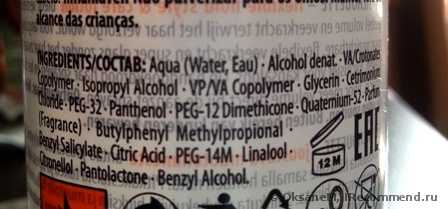 alcance das crianças.
INGREDIENTS/СОСТАВ: Aqua (Water, Eau) · Alcohol denat. · VA/Crotonates
Copolymer · Isopropyl Alcohol · VP/VA Copolymer · Glycerin · Cetrimonium
Chloride · PEG-32 · Panthenol · PEG-12 Dimethicone · Quaternium-52 · Parfum
(Fragrance) · Butylphenyl Methylpropional ·
Benzyl Salicylate · Citric Acid · PEG-14M · Linalool ·
Citronellol · Pantolactone · Benzyl Alcohol.
12 M
EAC
© OksanellL IRecommend.ru